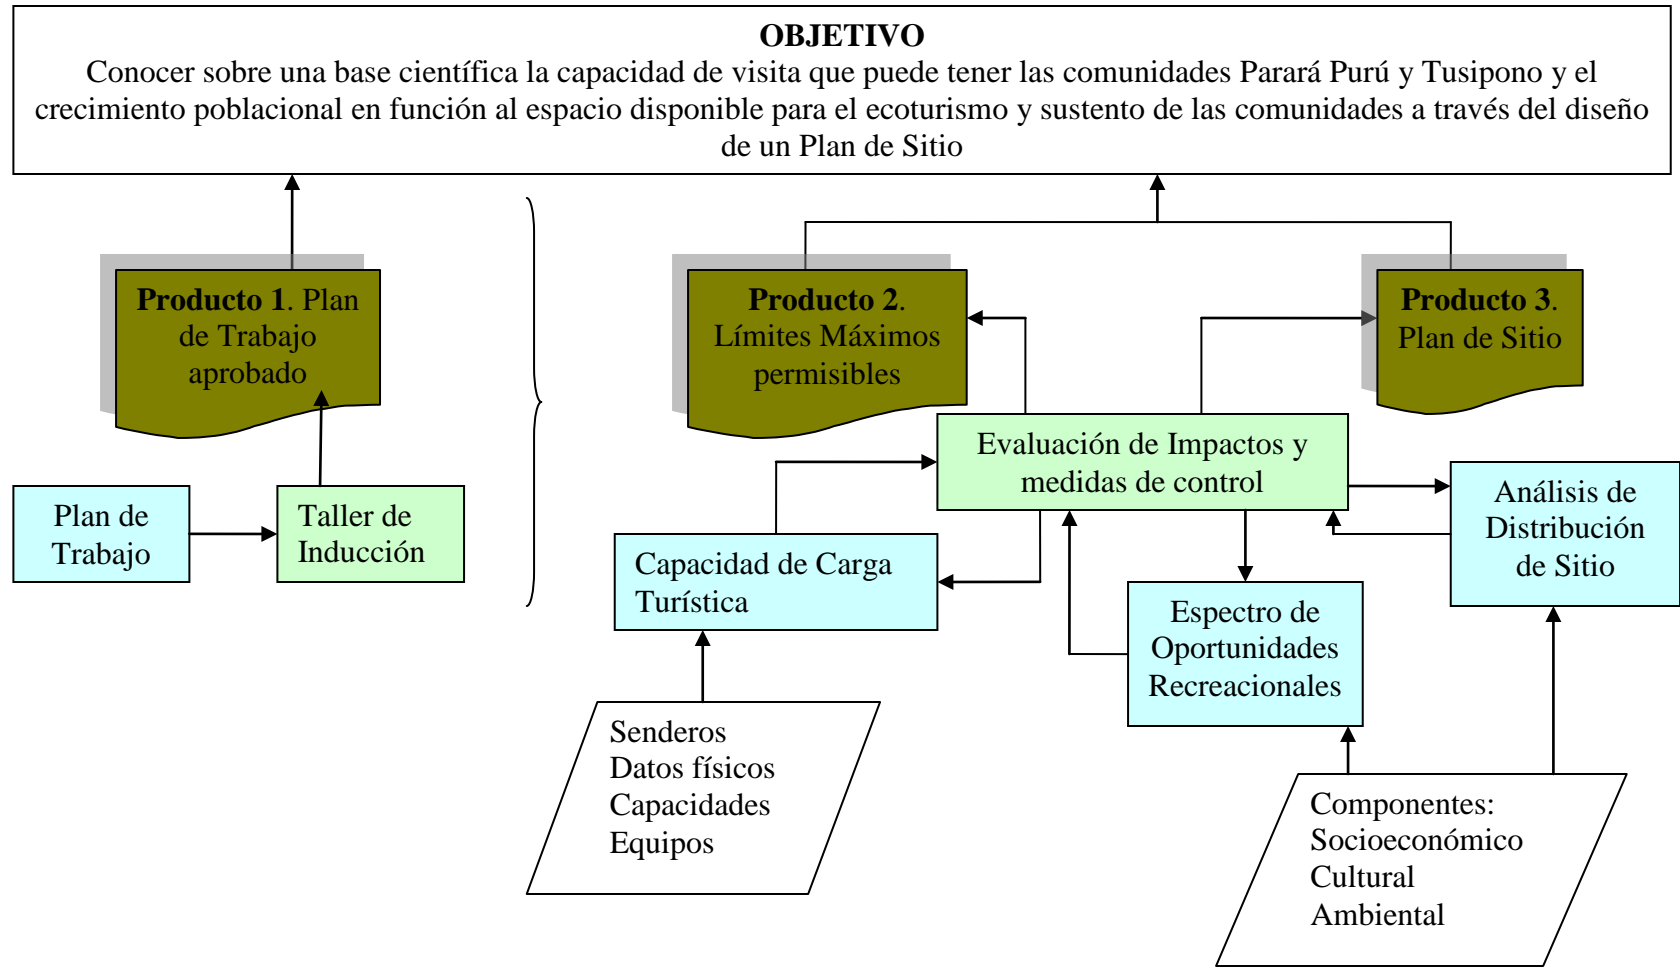 OBJETIVO
Conocer sobre una base científica la capacidad de visita que puede tener las comunidades Parará Purú y Tusipono y el
crecimiento poblacional en función al espacio disponible para el ecoturismo y sustento de las comunidades a través del diseño
de un Plan de Sitio
Producto 1. Plan
de Trabajo
aprobado
Producto 2.
Límites Máximos
permisibles
Producto 3.
Plan de Sitio
Plan de
Trabajo
Taller de
Inducción
Evaluación de Impactos y
medidas de control
Análisis de
Distribución
de Sitio
Capacidad de Carga
Turística
Espectro de
Oportunidades
Recreacionales
Senderos
Datos físicos
Capacidades
Equipos
Componentes:
Socioeconómico
Cultural
Ambiental